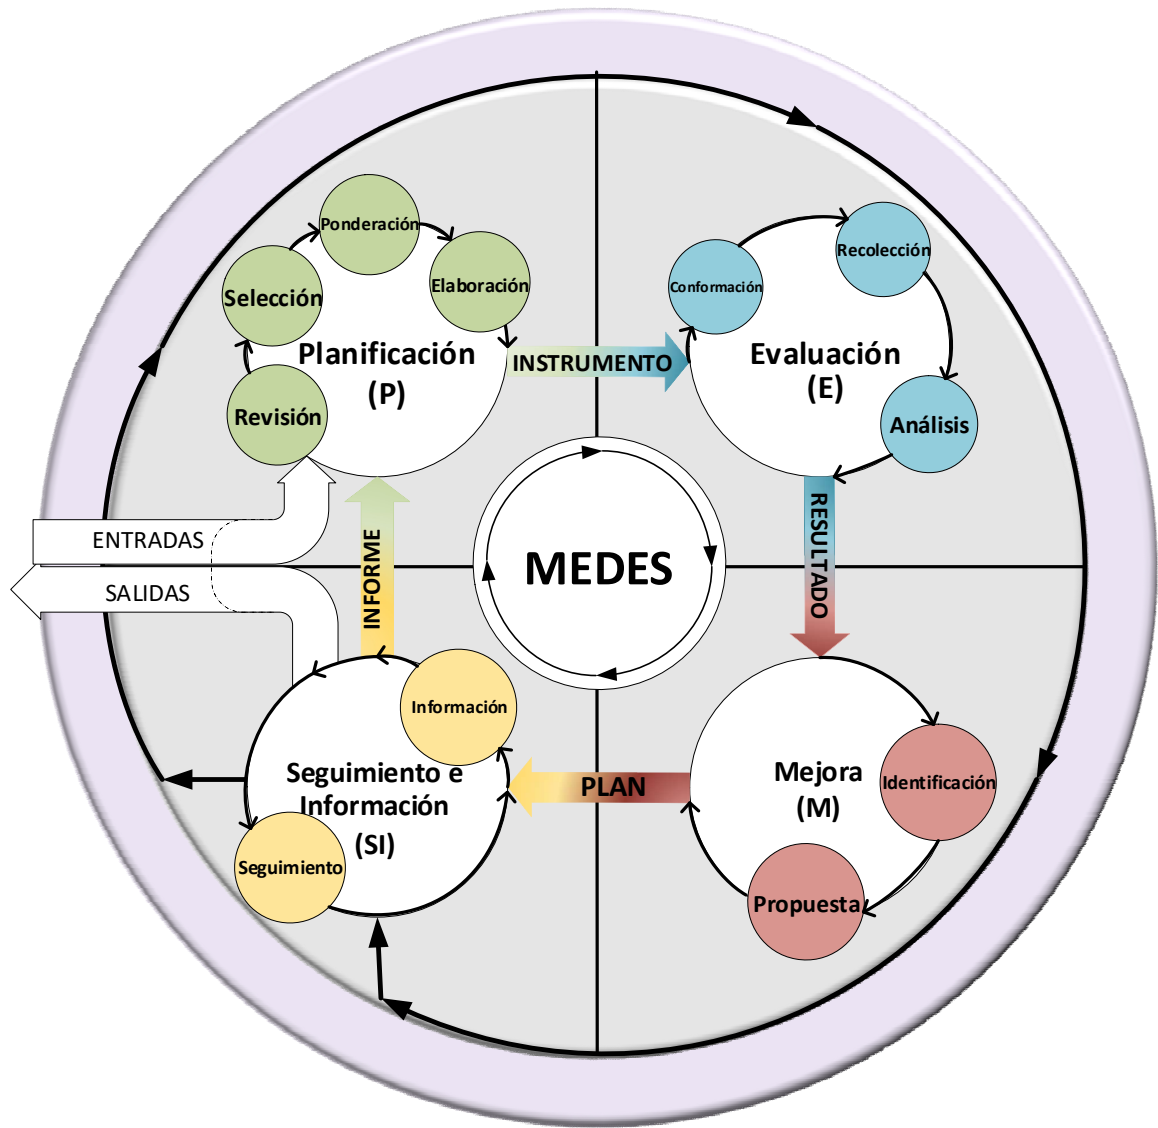 Ponderación
Selección
Elaboración
Revisión
Planificación
(P)
INSTRUMENTO
Conformación
Recolección
Análisis
Evaluación
(E)
RESULTADO
ENTRADAS
SALIDAS
INFORME
MEDES
Información
Seguimiento e
Información
(SI)
Seguimiento
PLAN
Mejora
(M)
Identificación
Propuesta